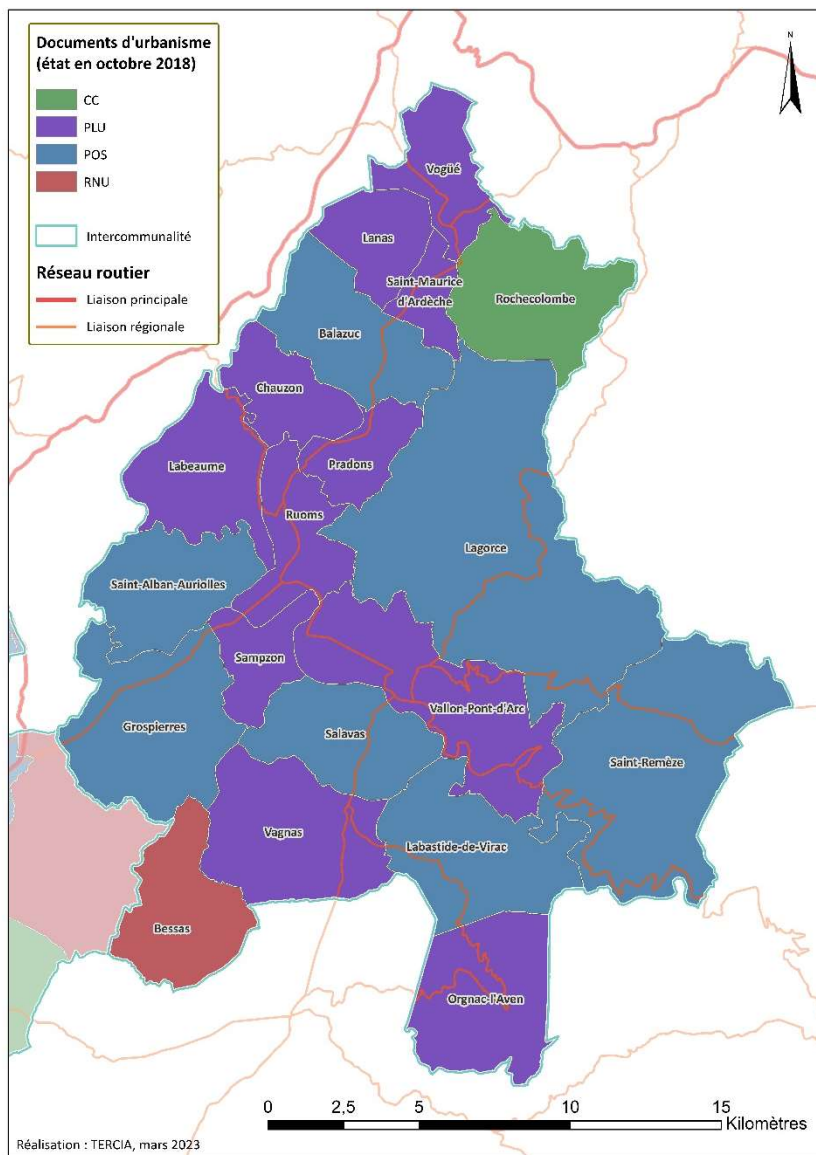 Documents d'urbanisme
(état en octobre 2018)
CC
PLU
POS
RNU
Intercommunalité
Réseau routier
Liaison principale
Liaison régionale
N
Vogüé
Lanas
Saint-Maurice
d'Ardèche
Rochecolombe
Balazuc
Chauzon
Labeaume
Pradons
Ruoms
Lagorce
Saint-Alban-Auriolles
Sampzon
Vallon-Pont-d'Arc
Grospierres
Salavas
Saint-Remèze
Vagnas
Labastide-de-Virac
Bessas
Orgnac-l'Aven
0 2,5 5 10 15
Kilomètres
Réalisation : TERCIA, mars 2023